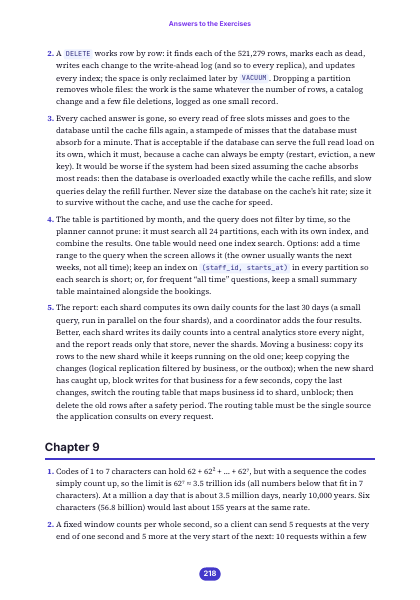 Answers to the Exercises
2. A DELETE works row by row: it finds each of the 521,279 rows, marks each as dead,
writes each change to the write-ahead log (and so to every replica), and updates
every index; the space is only reclaimed later by VACUUM. Dropping a partition
removes whole files: the work is the same whatever the number of rows, a catalog
change and a few file deletions, logged as one small record.
3. Every cached answer is gone, so every read of free slots misses and goes to the
database until the cache fills again, a stampede of misses that the database must
absorb for a minute. That is acceptable if the database can serve the full read load on
its own, which it must, because a cache can always be empty (restart, eviction, a new
key). It would be worse if the system had been sized assuming the cache absorbs
most reads: then the database is overloaded exactly while the cache refills, and slow
queries delay the refill further. Never size the database on the cache's hit rate; size it
to survive without the cache, and use the cache for speed.
4. The table is partitioned by month, and the query does not filter by time, so the
planner cannot prune: it must search all 24 partitions, each with its own index, and
combine the results. One table would need one index search. Options: add a time
range to the query when the screen allows it (the owner usually wants the next
weeks, not all time); keep an index on (staff_id, starts_at) in every partition so
each search is short; or, for frequent “all time” questions, keep a small summary
table maintained alongside the bookings.
5. The report: each shard computes its own daily counts for the last 30 days (a small
query, run in parallel on the four shards), and a coordinator adds the four results.
Better, each shard writes its daily counts into a central analytics store every night,
and the report reads only that store, never the shards. Moving a business: copy its
rows to the new shard while it keeps running on the old one; keep copying the
changes (logical replication filtered by business, or the outbox); when the new shard
has caught up, block writes for that business for a few seconds, copy the last
changes, switch the routing table that maps business id to shard, unblock; then
delete the old rows after a safety period. The routing table must be the single source
the application consults on every request.
Chapter 9
1. Codes of 1 to 7 characters can hold 62 + 62² + … + 62⁷, but with a sequence the codes
simply count up, so the limit is 62⁷ ≈ 3.5 trillion ids (all numbers below that fit in 7
characters). At a million a day that is about 3.5 million days, nearly 10,000 years. Six
characters (56.8 billion) would last about 155 years at the same rate.
2. A fixed window counts per whole second, so a client can send 5 requests at the very
end of one second and 5 more at the very start of the next: 10 requests within a few
218